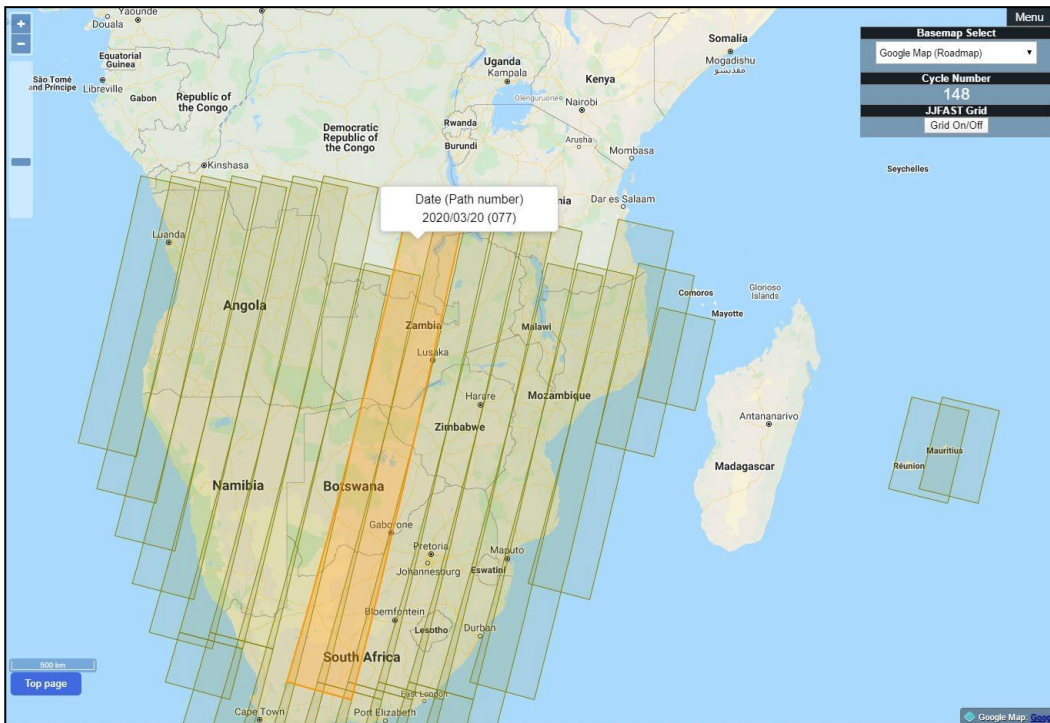 Menu
Basemap Select
Google Map (Roadmap)
Cycle Number
148
JJFAST Grid
Grid On/Off
+
−
Yaounde
Douala
Equatorial
Guinea
São Tomé
and Príncipe
Libreville
Gabon
Republic of
the Congo
Democratic
Republic of
the Congo
Kinshasa
Uganda
Kampala
Kenya
Olenguruone
Nairobi
Somalia
Mogadishu
مقديشو
Rwanda
Burundi
Arusha
Mombasa
Seychelles
Date (Path number)
2020/03/20 (077)
nia
Dar es Salaam
Luanda
Angola
Zambia
Lusaka
Malawi
Comoros
Glorioso
Islands
Mayotte
Harare
Mozambique
Zimbabwe
Antananarivo
Madagascar
Mauritius
Réunion
Namibia
Botswana
Gaborone
Pretoria
Johannesburg
Maputo
Eswatini
Bloemfontein
Lesotho
Durban
South Africa
East London
Cape Town
Port Elizabeth
500 km
Top page
Google Map: